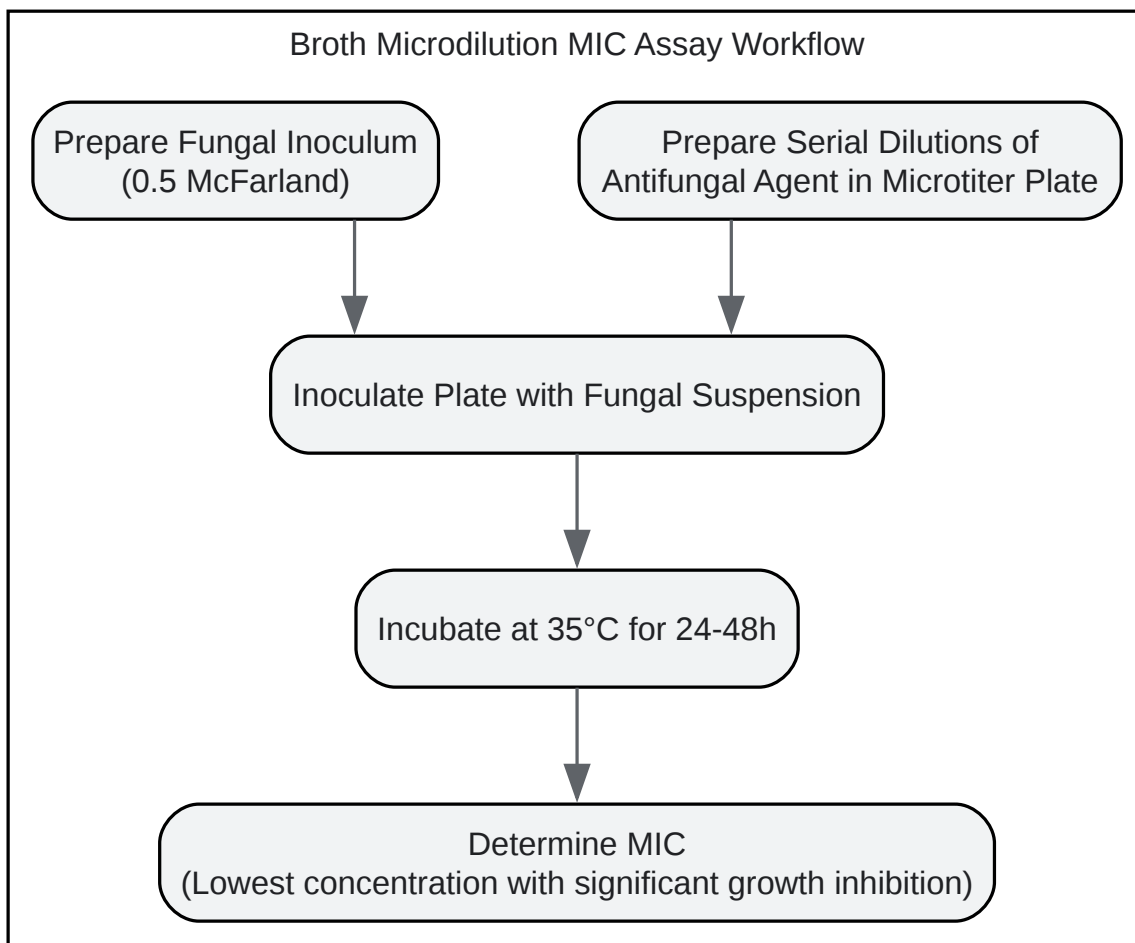 Broth Microdilution MIC Assay Workflow
Prepare Fungal Inoculum
(0.5 McFarland)
Prepare Serial Dilutions of
Antifungal Agent in Microtiter Plate
Inoculate Plate with Fungal Suspension
Incubate at 35°C for 24-48h
Determine MIC
(Lowest concentration with significant growth inhibition)